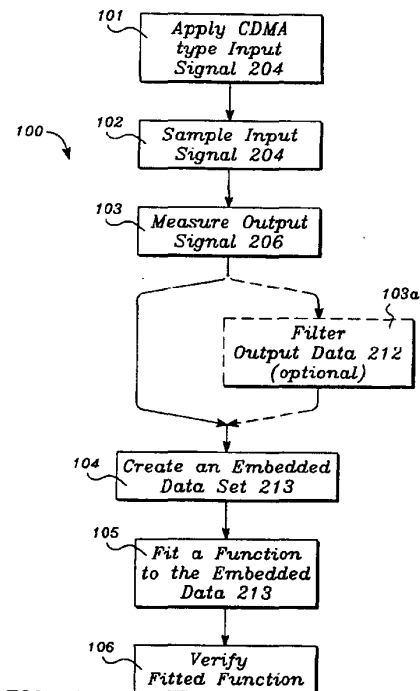 101
Apply CDMA
type Input
Signal 204
100
102
Sample Input
Signal 204
103
Measure Output
Signal 206
103a
Filter
Output Data 212
(optional)
104
Create an Embedded
Data Set 213
105
Fit a Function
to the Embedded
Data 213
106
Verify
Fitted Function